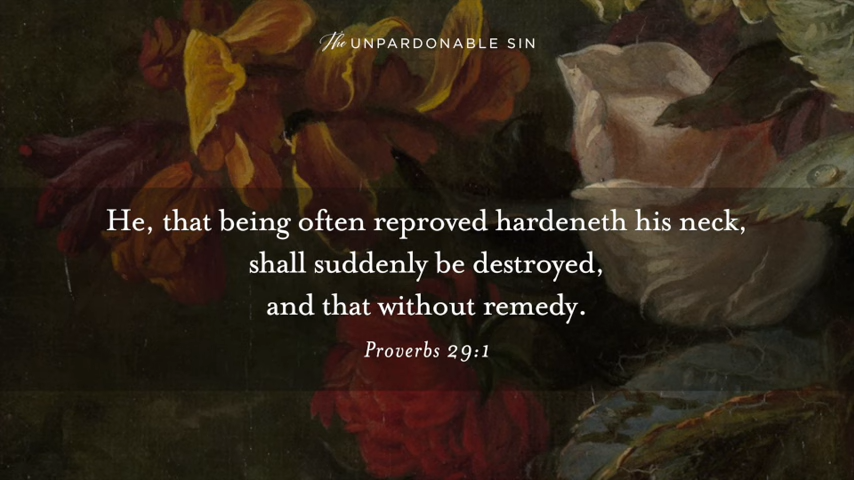 The UNPARDONABLE SIN
He, that being often reproved hardeneth his neck,
shall suddenly be destroyed,
and that without remedy.
Proverbs 29:1